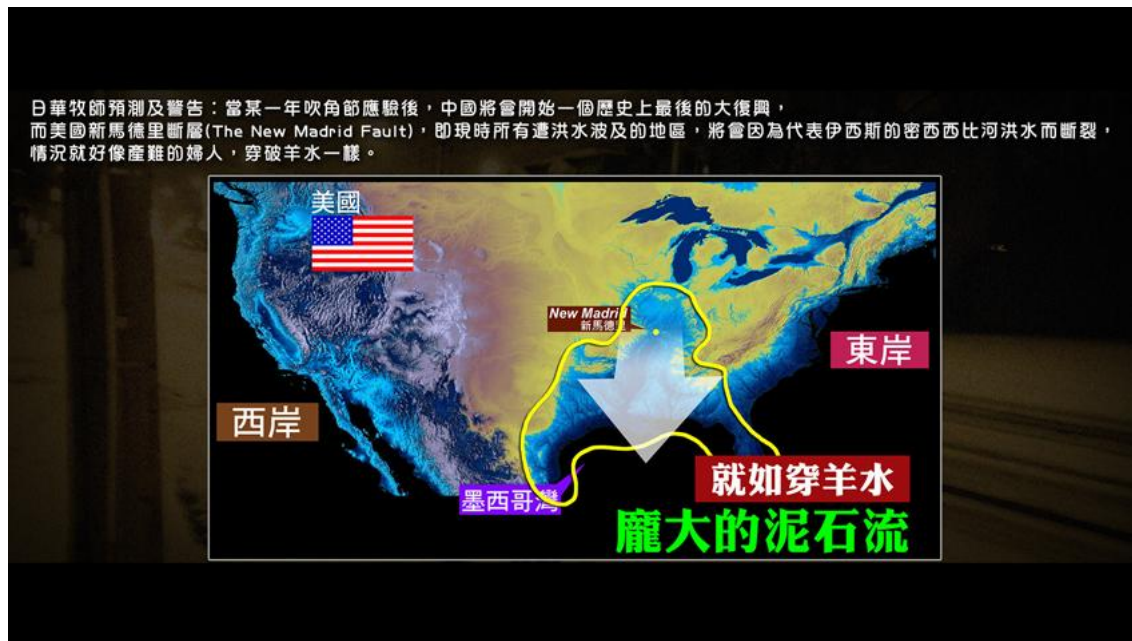 日華牧師預測及警告：當某一年吹角節應驗後，中國將會開始一個歷史上最後的大復興，
而美國新馬德里斷層(The New Madrid Fault)，即現時所有遭洪水波及的地區，將會因為代表伊西斯的密西西比河洪水而斷裂，
情況就好像產難的婦人，穿破羊水一樣。
美國
New Madrid
新馬德里
東岸
西岸
就如穿羊水
墨西哥灣
龐大的泥石流